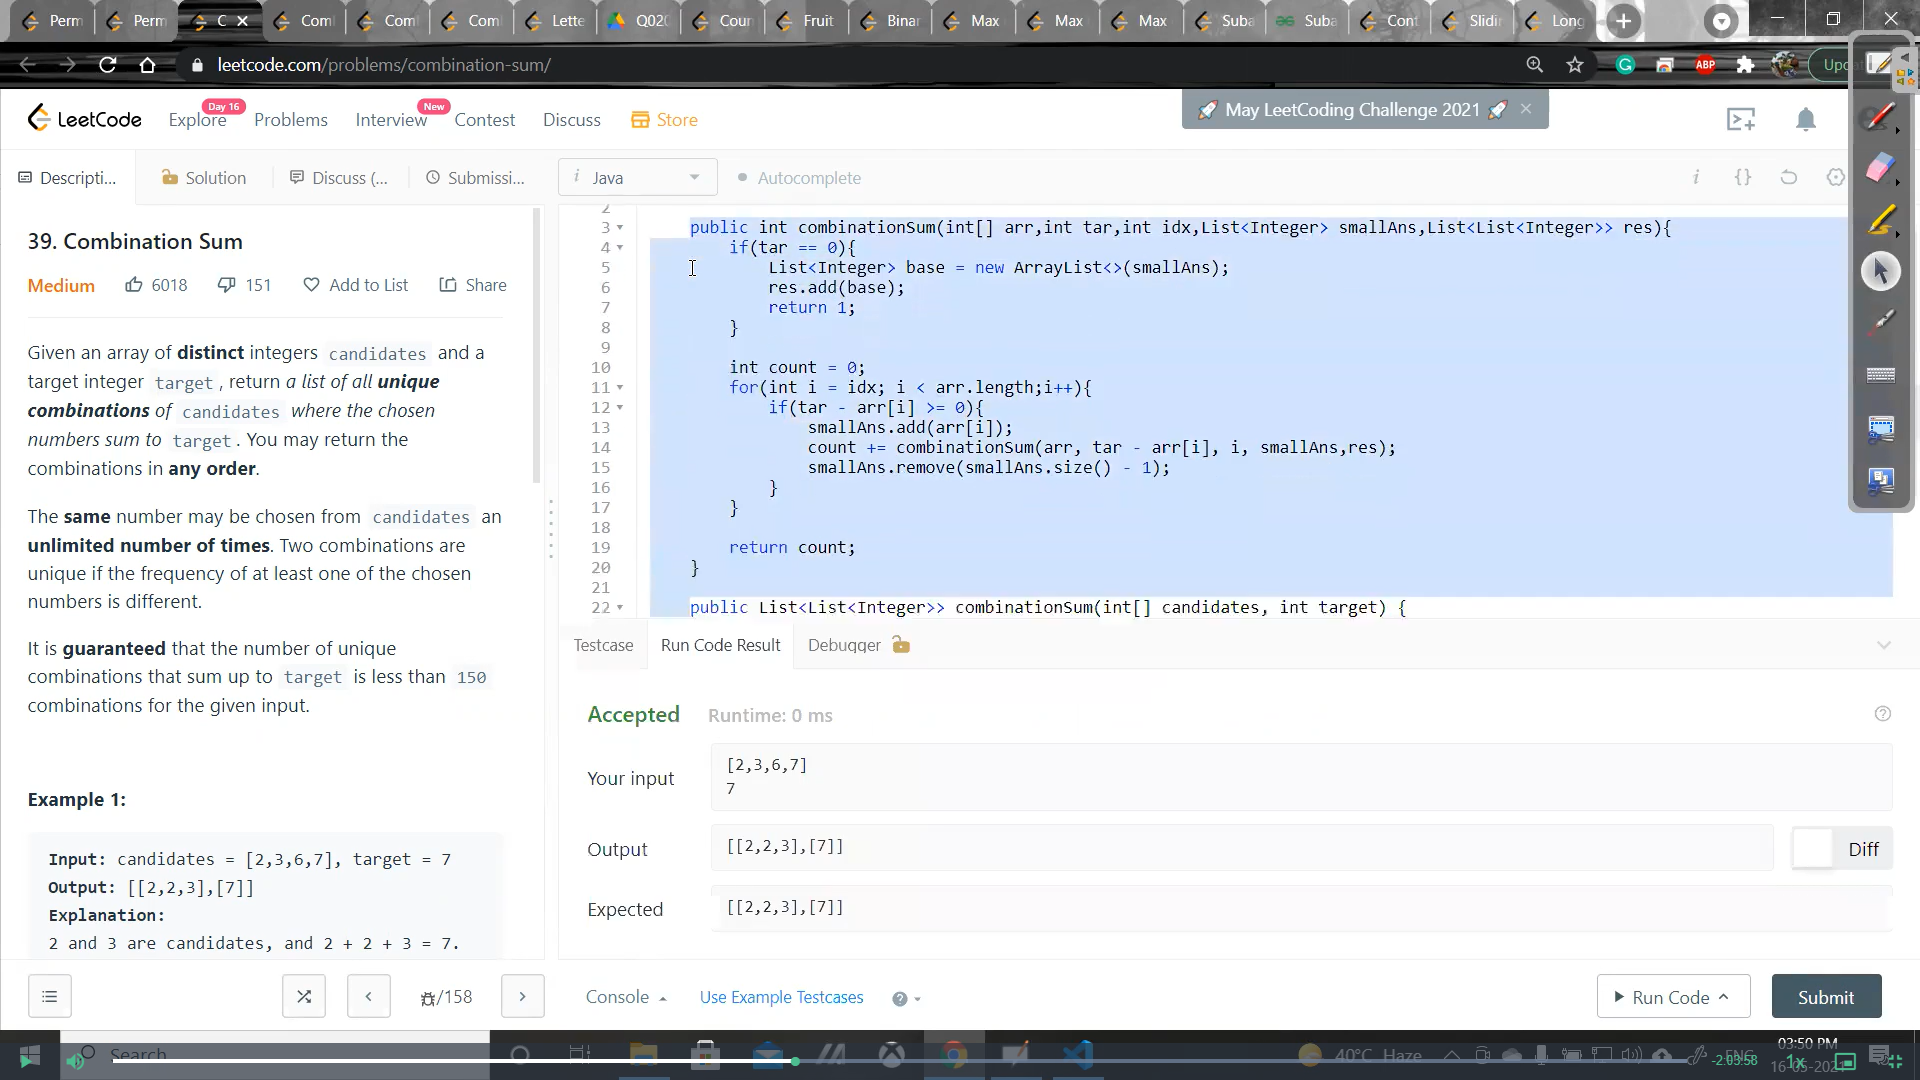 Perm
Perm
C
Com
Com
Com
Lette
Q020
Coun
Fruit
Binar
Max
Max
Max
Suba
Suba
Cont
Slidin
Long
leetcode.com/problems/combination-sum/
ABP
LeetCode
Explore
Day 16
Problems
Interview
New
Contest
Discuss
Store
May LeetCoding Challenge 2021
Descripti...
Solution
Discuss (...
Submissi...
i Java
Autocomplete
39. Combination Sum
Medium 6018 151 Add to List Share
Given an array of distinct integers candidates and a
target integer target , return a list of all unique
combinations of candidates where the chosen
numbers sum to target . You may return the
combinations in any order.
The same number may be chosen from candidates an
unlimited number of times. Two combinations are
unique if the frequency of at least one of the chosen
numbers is different.
It is guaranteed that the number of unique
combinations that sum up to target is less than 150
combinations for the given input.
Example 1:
Input: candidates = [2,3,6,7], target = 7
Output: [[2,2,3],[7]]
Explanation:
2 and 3 are candidates, and 2 + 2 + 3 = 7.
2
3 public int combinationSum(int[] arr,int tar,int idx,List<Integer> smallAns,List<List<Integer>> res){
4 if(tar == 0){
5 List<Integer> base = new ArrayList<>(smallAns);
6 res.add(base);
7 return 1;
8 }
9
10 int count = 0;
11 for(int i = idx; i < arr.length;i++){
12 if(tar - arr[i] >= 0){
13 smallAns.add(arr[i]);
14 count += combinationSum(arr, tar - arr[i], i, smallAns,res);
15 smallAns.remove(smallAns.size() - 1);
16 }
17 }
18
19 return count;
20 }
21
22 public List<List<Integer>> combinationSum(int[] candidates, int target) {
Testcase
Run Code Result
Debugger
Accepted Runtime: 0 ms
Your input
[2,3,6,7]
7
Output
[[2,2,3],[7]]
Diff
Expected
[[2,2,3],[7]]
/158
Console
Use Example Testcases
Run Code
Submit
Search
40°C Haze
03:50 PM
-2:03:58
1x